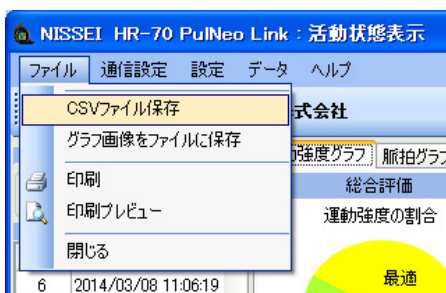 NISSEI HR-70 PulNeo Link：活動状態表示
ファイル 通信設定 設定 データ ヘルプ
CSVファイル保存
式会社
グラフ画像をファイルに保存
強度グラフ 脈拍グラフ
印刷
総合評価
印刷プレビュー
運動強度の割合
閉じる
最適
6 2014/03/08 11:06:19